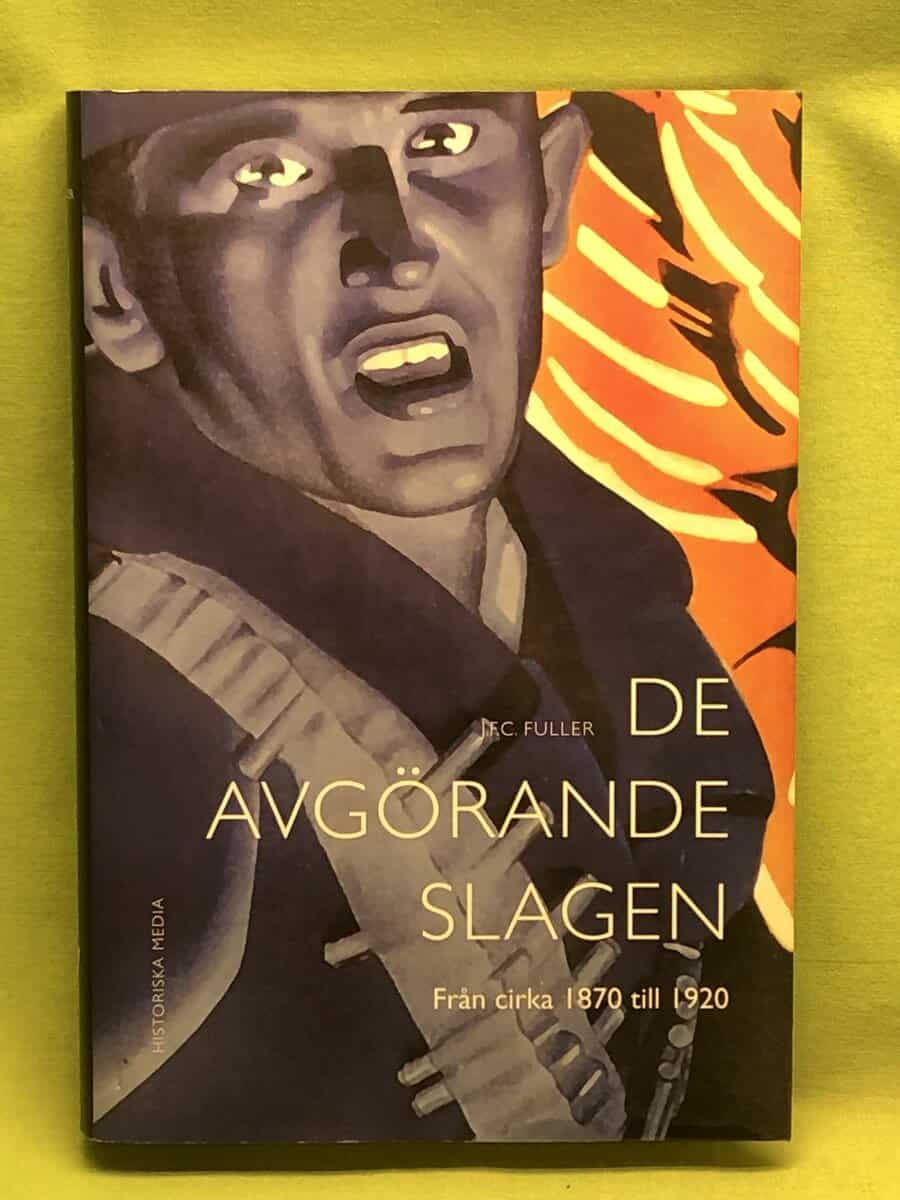 J.F.C. FULLER DE
AVGÖRANDE
SLAGEN
Från cirka 1870 till 1920
HISTORISKA MEDIA